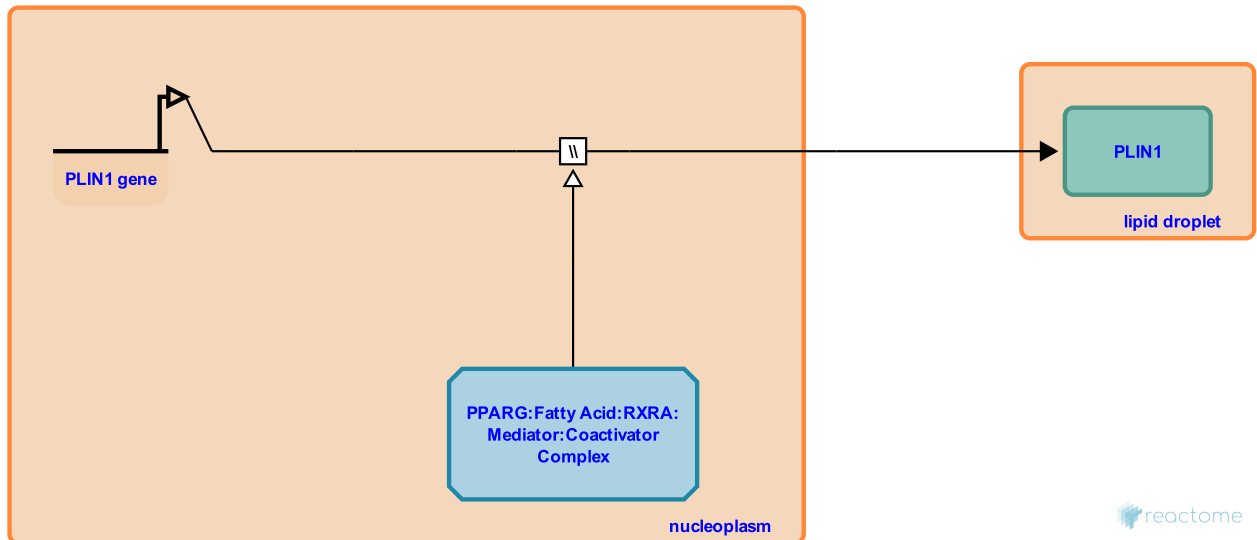 PLIN1 gene
\\
PLIN1
lipid droplet
PPARG:Fatty Acid:RXRA:
Mediator:Coactivator
Complex
nucleoplasm
reactome